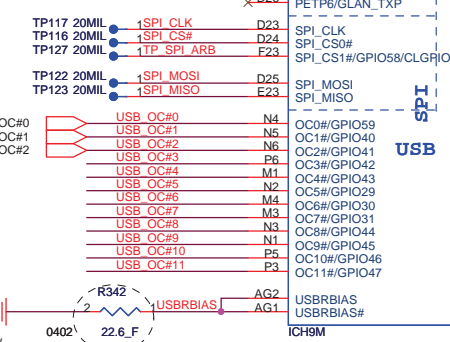 PETP6/GLAN_TXP
TP117 20MIL 1 SPI_CLK D23 SPI_CLK
TP116 20MIL 1 SPI_CS# D24 SPI_CS0#
TP127 20MIL 1 TP_SPI_ARB F23 SPI_CS1#/GPIO58/CLGPIO
TP122 20MIL 1 SPI_MOSI D25 SPI_MOSI
TP123 20MIL 1 SPI_MISO E23 SPI_MISO
SPI
OC#0 USB_OC#0 N4 OC0#/GPIO59
OC#1 USB_OC#1 N5 OC1#/GPIO40
OC#2 USB_OC#2 N6 OC2#/GPIO41
USB
USB_OC#3 P6 OC3#/GPIO42
USB_OC#4 M1 OC4#/GPIO43
USB_OC#5 N2 OC5#/GPIO29
USB_OC#6 M4 OC6#/GPIO30
USB_OC#7 M3 OC7#/GPIO31
USB_OC#8 N3 OC8#/GPIO44
USB_OC#9 N1 OC9#/GPIO45
USB_OC#10 P5 OC10#/GPIO46
USB_OC#11 P3 OC11#/GPIO47
R342
AG2 USBRBIAS
2 1 USBRBIAS AG1 USBRBIAS#
0402 22.6_F ICH9M